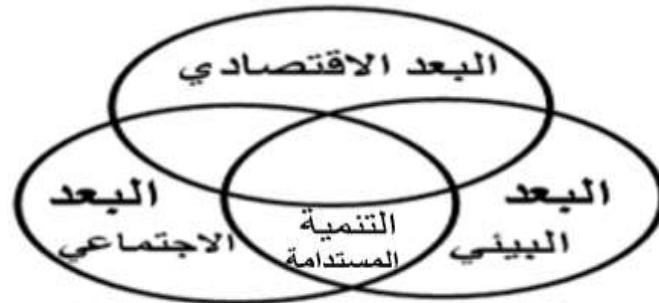 البعد الاقتصادي
البعد
الاجتماعي
التنمية
المستدامة
البعد
البيئي